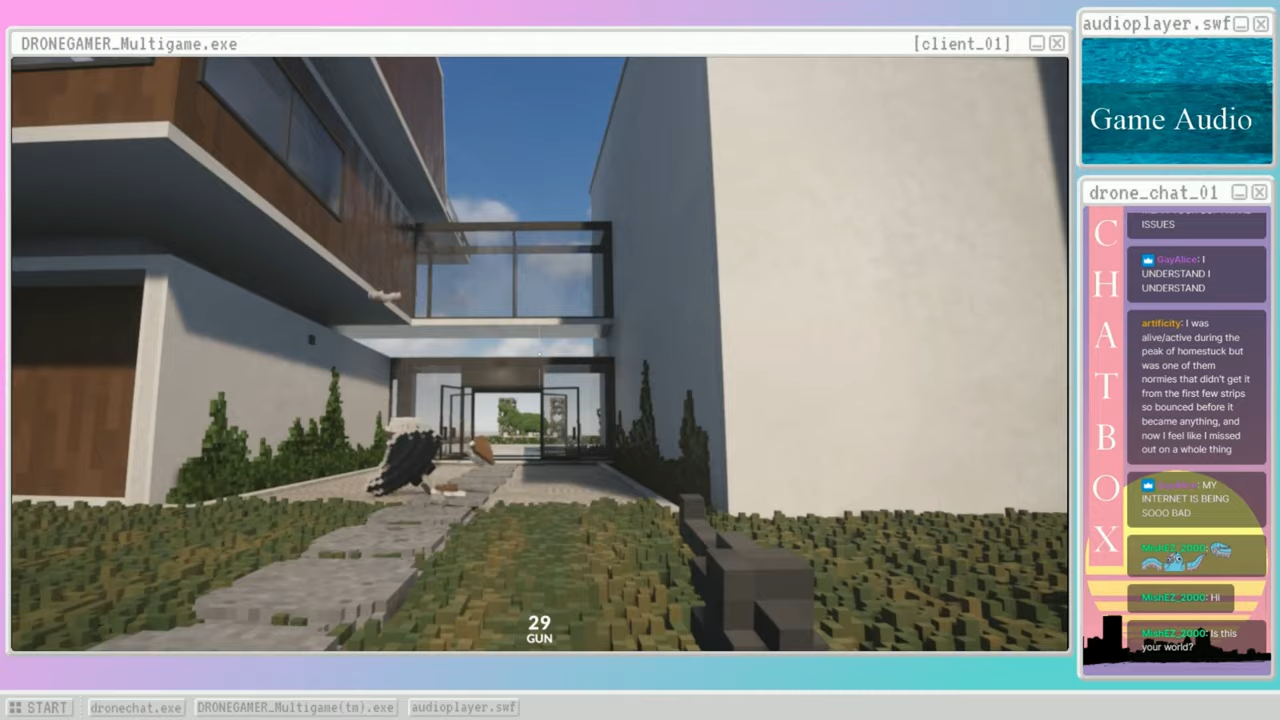 DRONEGAMER_Multigame.exe
[client_01]
29
GUN
audioplayer.swf
Game Audio
drone_chat_01
CHATBOX
ISSUES
GayAlice: I
UNDERSTAND I
UNDERSTAND
artificity: I was
alive/active during the
peak of homestuck but
was one of them
normies that didn't get it
from the first few strips
so bounced before it
became anything, and
now I feel like I missed
out on a whole thing
GayAlice: MY
INTERNET IS BEING
SOOO BAD
MishEZ_2000:
MishEZ_2000: Hi
MishEZ_2000: Is this
your world?
START
dronechat.exe
DRONEGAMER_Multigame(tm).exe
audioplayer.swf